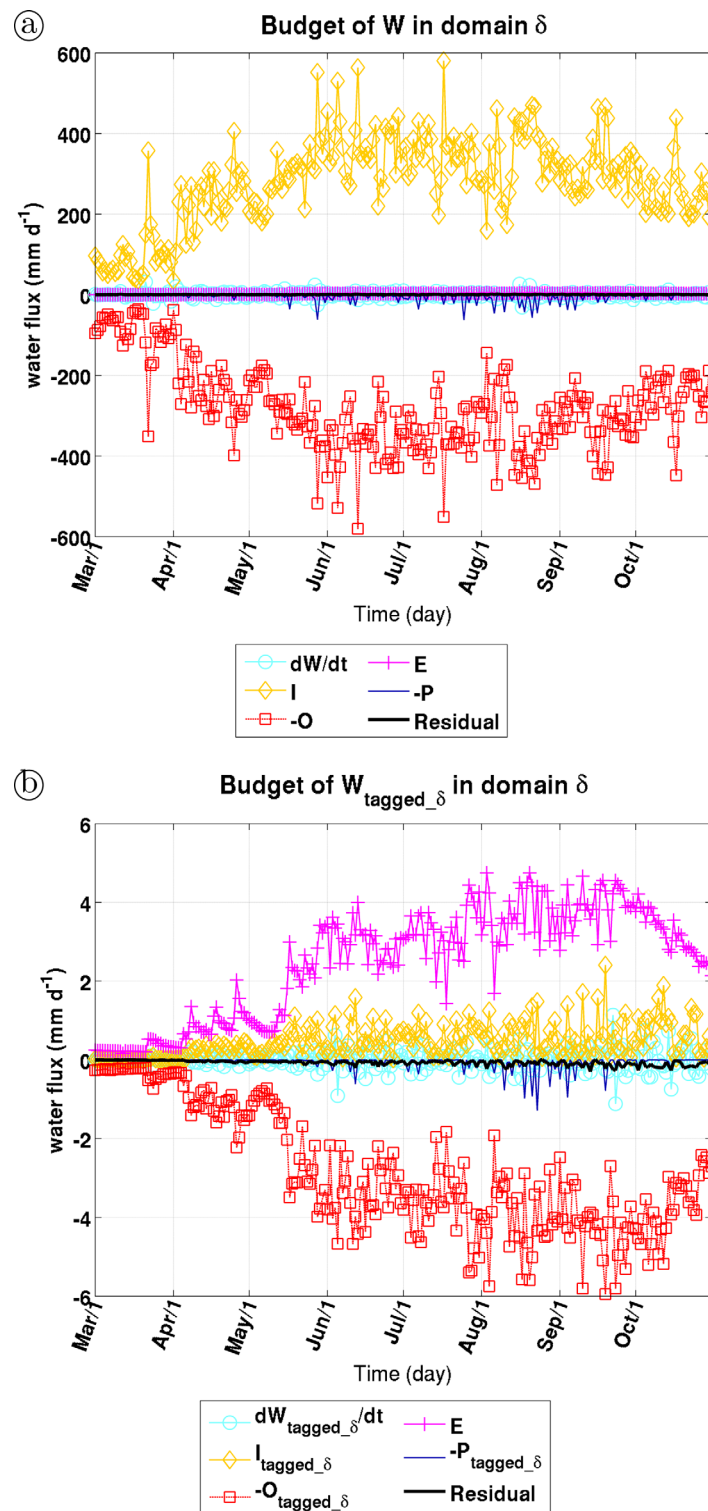 ⓐ Budget of W in domain δ
600
400
200
0
-200
-400
-600
water flux (mm d⁻¹)
Mar/1 Apr/1 May/1 Jun/1 Jul/1 Aug/1 Sep/1 Oct/1
Time (day)
dW/dt E
I -P
-O Residual
ⓑ Budget of W_tagged_δ in domain δ
6
4
2
0
-2
-4
-6
water flux (mm d⁻¹)
Mar/1 Apr/1 May/1 Jun/1 Jul/1 Aug/1 Sep/1 Oct/1
Time (day)
dW_tagged_δ/dt E
I_tagged_δ -P_tagged_δ
-O_tagged_δ Residual